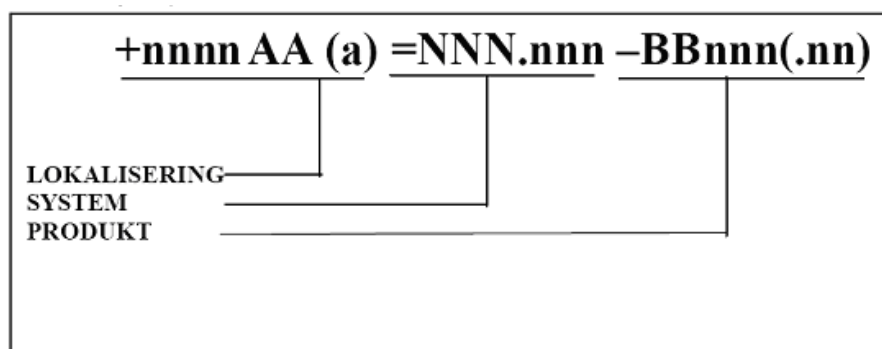 +nnnn AA (a) =NNN.nnn –BBnnn(.nn)
LOKALISERING
SYSTEM
PRODUKT